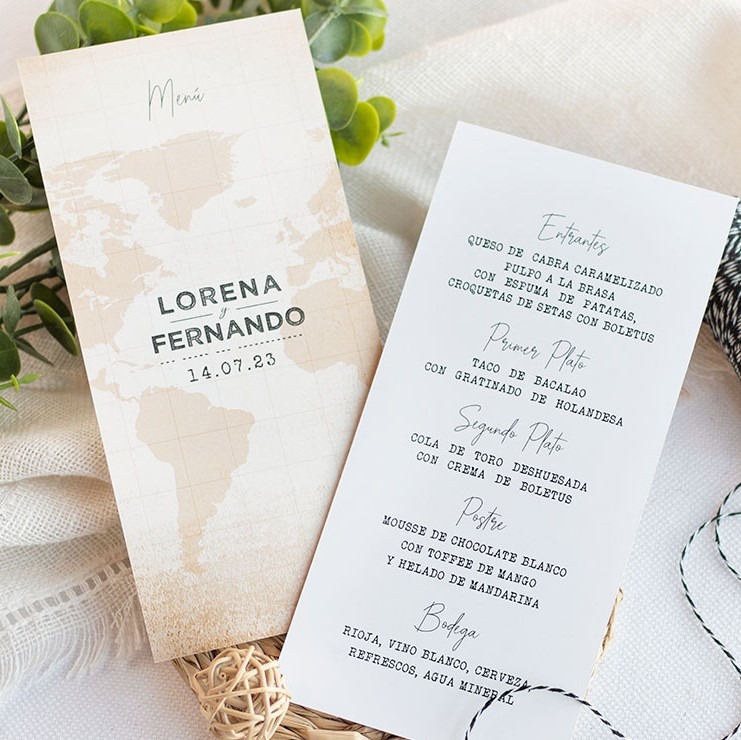 Menú
LORENA
y
FERNANDO
14.07.23
Entrantes
QUESO DE CABRA CARAMELIZADO
PULPO A LA BRASA
CON ESPUMA DE PATATAS,
CROQUETAS DE SETAS CON BOLETUS
Primer Plato
TACO DE BACALAO
CON GRATINADO DE HOLANDESA
Segundo Plato
COLA DE TORO DESHUESADA
CON CREMA DE BOLETUS
Postre
MOUSSE DE CHOCOLATE BLANCO
CON TOFFEE DE MANGO
Y HELADO DE MANDARINA
Bodega
RIOJA, VINO BLANCO, CERVEZA
REFRESCOS, AGUA MINERAL